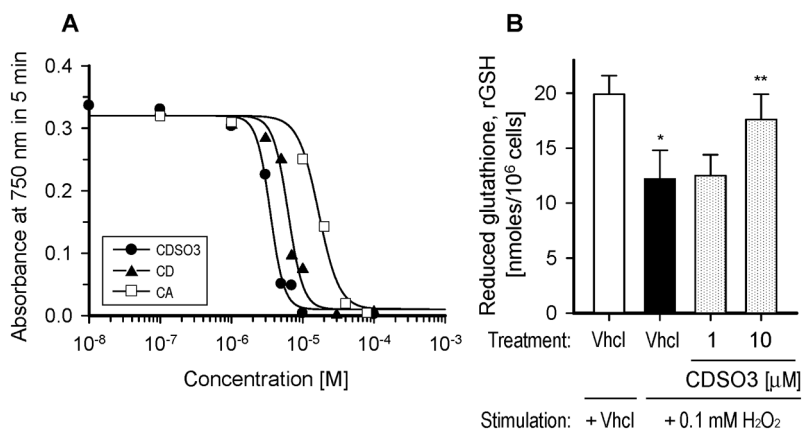 A
Absorbance at 750 nm in 5 min
0.4
0.3
0.2
0.1
0.0
CDSO3
CD
CA
10⁻⁸ 10⁻⁷ 10⁻⁶ 10⁻⁵ 10⁻⁴ 10⁻³
Concentration [M]
B
Reduced glutathione, rGSH
[nmoles/10⁶ cells]
20
15
10
5
0
*
**
Treatment: Vhcl Vhcl 1 10
CDSO3 [µM]
Stimulation: + Vhcl + 0.1 mM H₂O₂